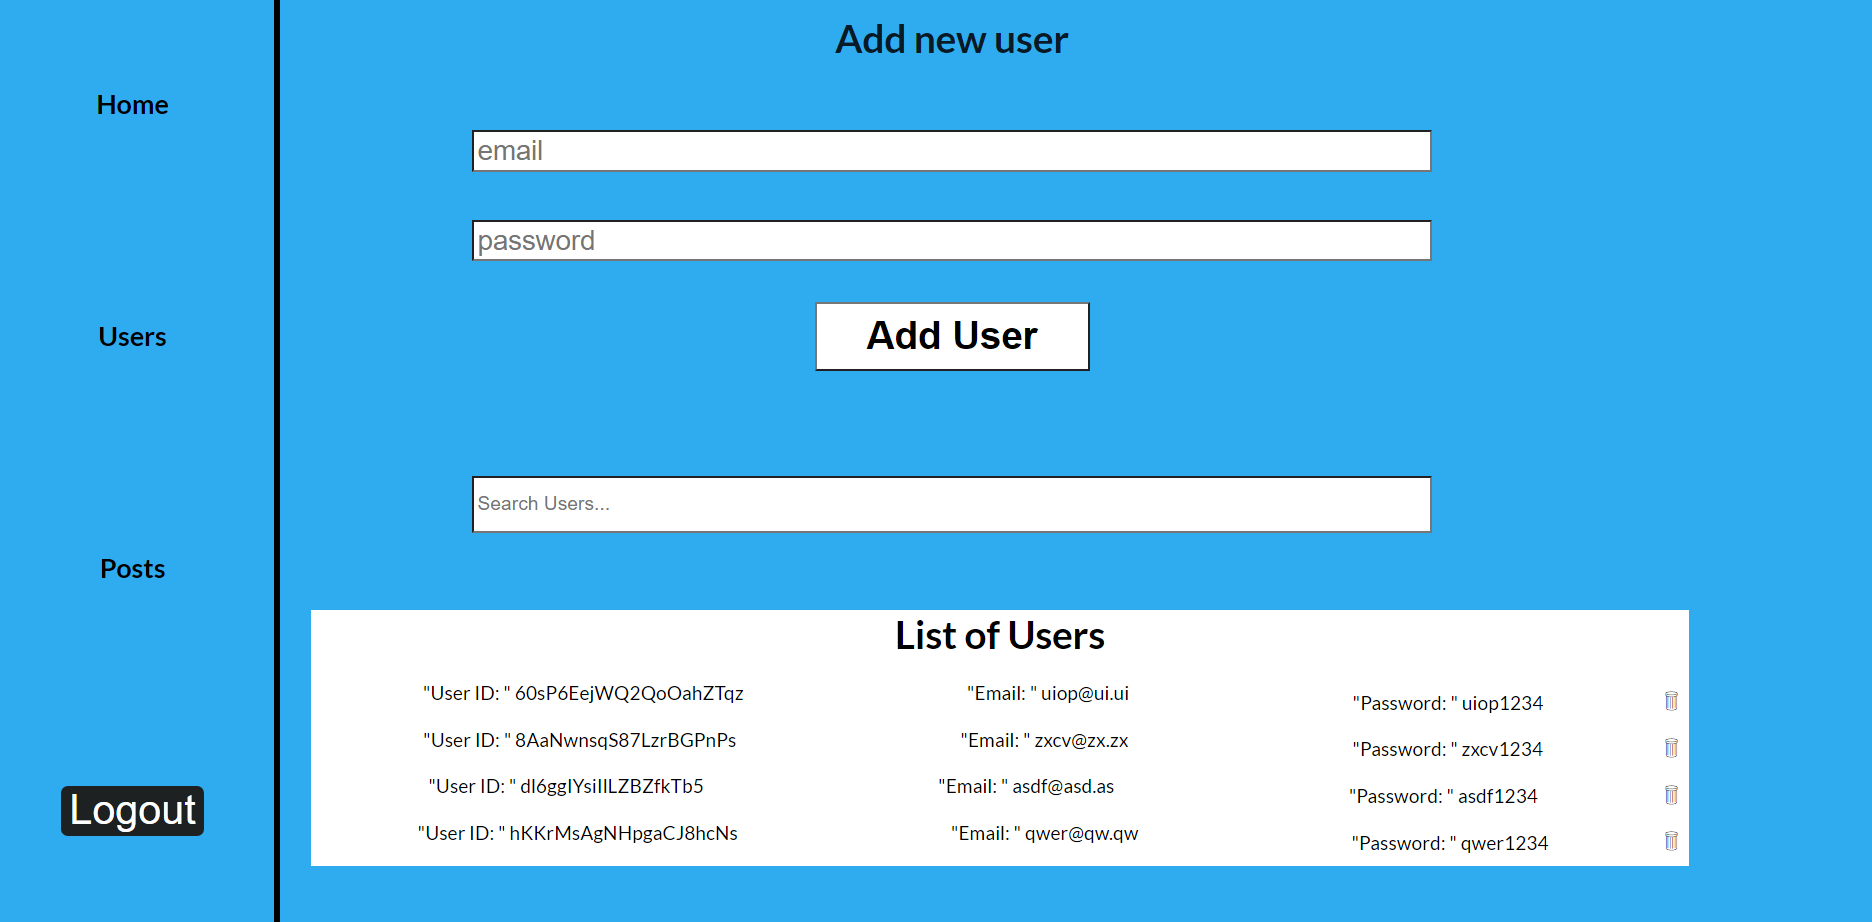 Home
Users
Posts
Logout
Add new user
email
password
Add User
Search Users...
List of Users
"User ID: " 60sP6EejWQ2QoOahZTqz "Email: " uiop@ui.ui "Password: " uiop1234
"User ID: " 8AaNwnsqS87LzrBGPnPs "Email: " zxcv@zx.zx "Password: " zxcv1234
"User ID: " "Email: " asdf@asd.as "Password: " asdf1234
"User ID: " hKKrMsAgNHpgaCJ8hcNs "Email: " qwer@qw.qw "Password: " qwer1234